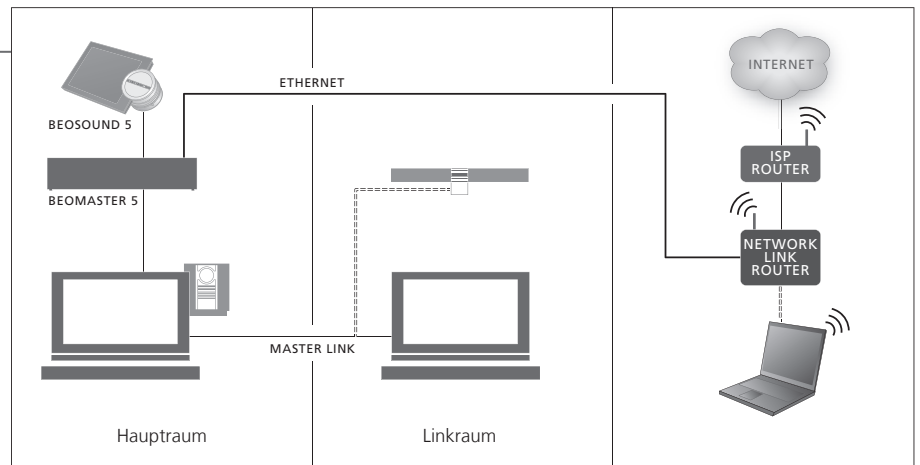 ETHERNET
INTERNET
BEOSOUND 5
ISP
ROUTER
BEOMASTER 5
NETWORK
LINK
ROUTER
MASTER LINK
Hauptraum
Linkraum